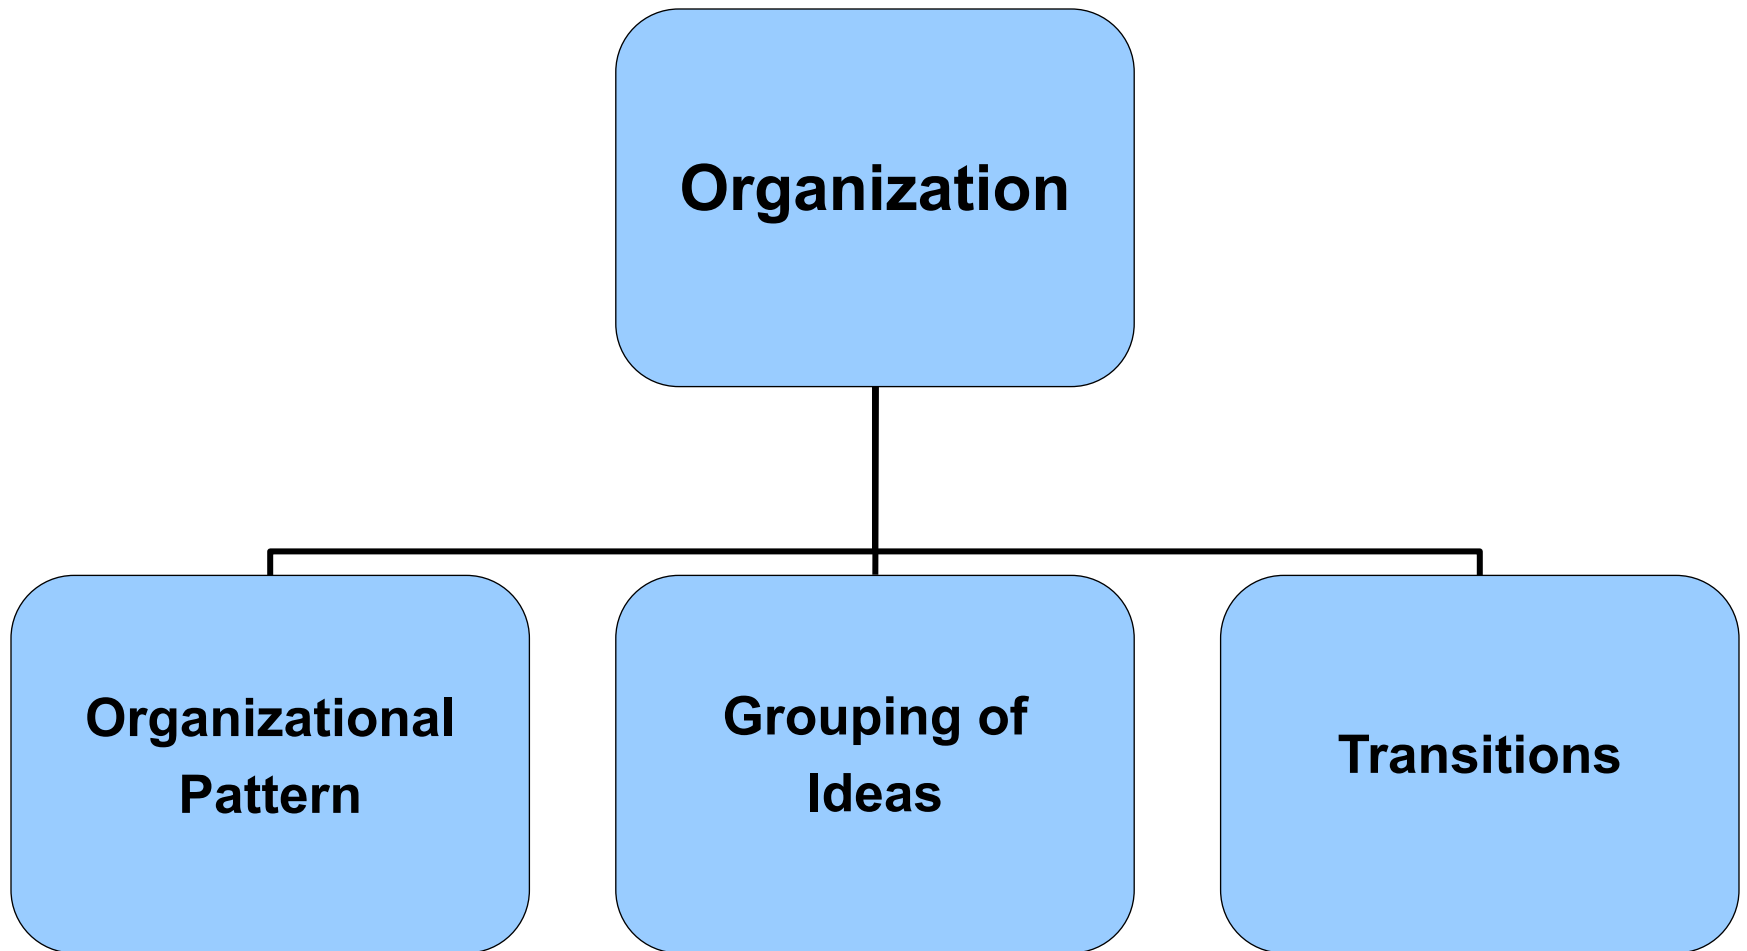 Organization
Organizational
Pattern
Grouping of
Ideas
Transitions